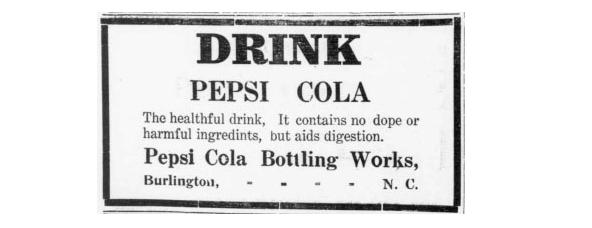 DRINK
PEPSI COLA
The healthful drink, It contains no dope or
harmful ingredints, but aids digestion.
Pepsi Cola Bottling Works,
Burlington, - - - - N. C.